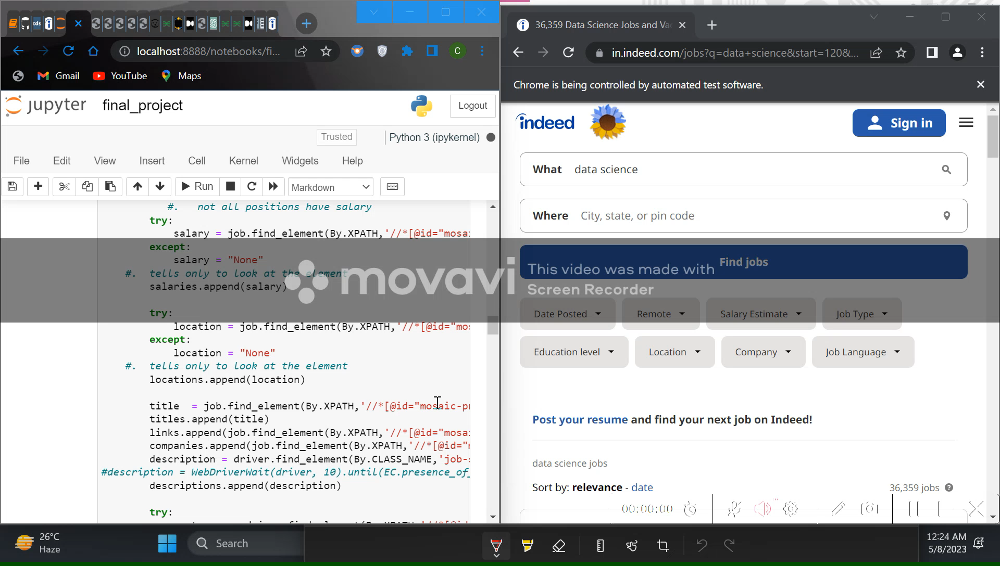 tds
36,359 Data Science Jobs and Va
localhost:8888/notebooks/fi...
C
in.indeed.com/jobs?q=data+science&start=120&...
Gmail
YouTube
Maps
Chrome is being controlled by automated test software.
jupyter
final_project
Logout
Trusted
Python 3 (ipykernel)
File
Edit
View
Insert
Cell
Kernel
Widgets
Help
Run
Markdown
#.   not all positions have salary
try:
salary = job.find_element(By.XPATH,'//*[@id="mosai
except:
salary = "None"
#.  tells only to look at the element
salaries.append(salary)
try:
location = job.find_element(By.XPATH,'//*[@id="mos
except:
location = "None"
#.  tells only to look at the element
locations.append(location)
title  = job.find_element(By.XPATH,'//*[@id="mosaic-pr
titles.append(title)
links.append(job.find_element(By.XPATH,'//*[@id="mosa
companies.append(job.find_element(By.XPATH,'//*[@id="
description = driver.find_element(By.CLASS_NAME,'job-s
#description = WebDriverWait(driver, 10).until(EC.presence_of_
descriptions.append(description)
try:
indeed
Sign in
What data science
Where City, state, or pin code
Find jobs
movavi
This video was made with
Screen Recorder
Date Posted
Remote
Salary Estimate
Job Type
Education level
Location
Company
Job Language
Post your resume and find your next job on Indeed!
data science jobs
Sort by: relevance - date
36,359 jobs
00:00:00
26°C
Haze
Search
12:24 AM
5/8/2023